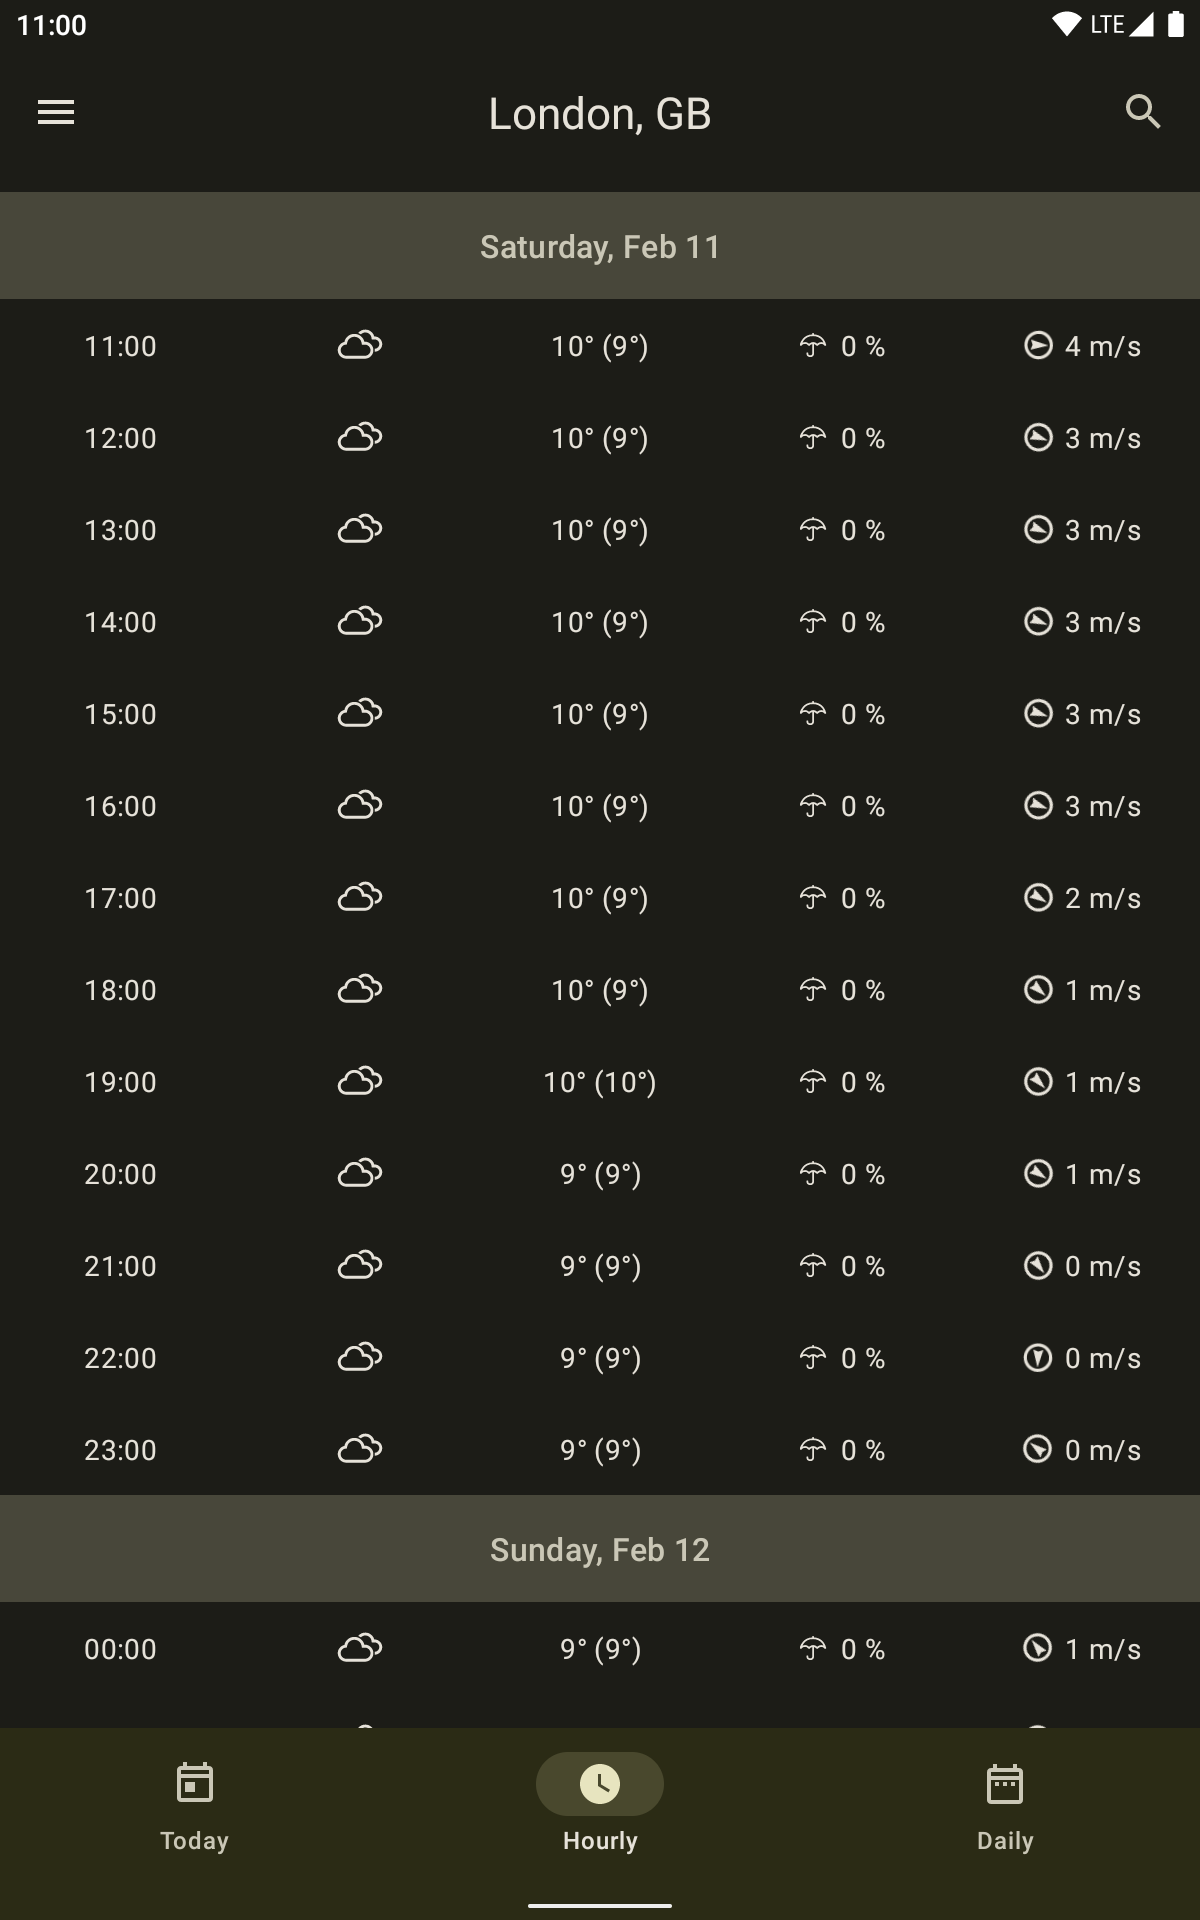 11:00 LTE
London, GB
Saturday, Feb 11
11:00 10° (9°) 0 % 4 m/s
12:00 10° (9°) 0 % 3 m/s
13:00 10° (9°) 0 % 3 m/s
14:00 10° (9°) 0 % 3 m/s
15:00 10° (9°) 0 % 3 m/s
16:00 10° (9°) 0 % 3 m/s
17:00 10° (9°) 0 % 2 m/s
18:00 10° (9°) 0 % 1 m/s
19:00 10° (10°) 0 % 1 m/s
20:00 9° (9°) 0 % 1 m/s
21:00 9° (9°) 0 % 0 m/s
22:00 9° (9°) 0 % 0 m/s
23:00 9° (9°) 0 % 0 m/s
Sunday, Feb 12
00:00 9° (9°) 0 % 1 m/s
Today Hourly Daily